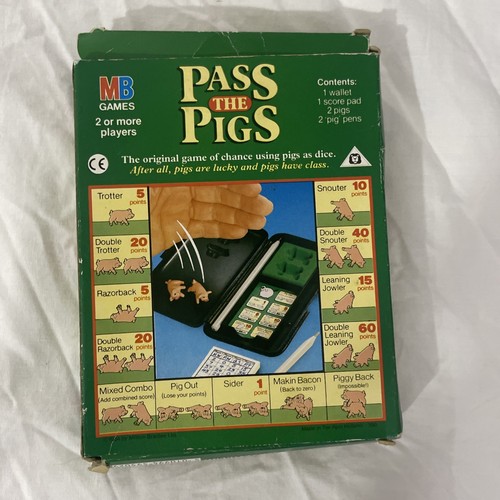 MB
GAMES
2 or more
players
PASS
THE
PIGS
Contents:
1 wallet
1 score pad
2 pigs
2 'pig' pens
CE
The original game of chance using pigs as dice.
After all, pigs are lucky and pigs have class.
Trotter 5
points
Double 20
Trotter points
Razorback 5
points
Double 20
Razorback points
Snouter 10
points
Double 40
Snouter points
Leaning 15
Jowler points
Double 60
Leaning points
Jowler
Mixed Combo
(Add combined score)
Pig Out
(Lose your points)
Sider 1
point
Makin Bacon
(Back to zero)
Piggy Back
(Impossible!)